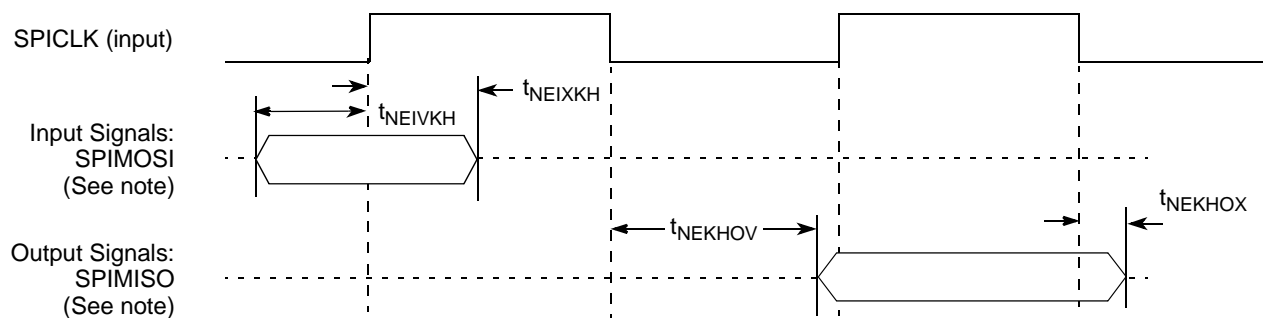 SPICLK (input)
tNEIXKH
tNEIVKH
Input Signals:
SPIMOSI
(See note)
tNEKHOX
tNEKHOV
Output Signals:
SPIMISO
(See note)